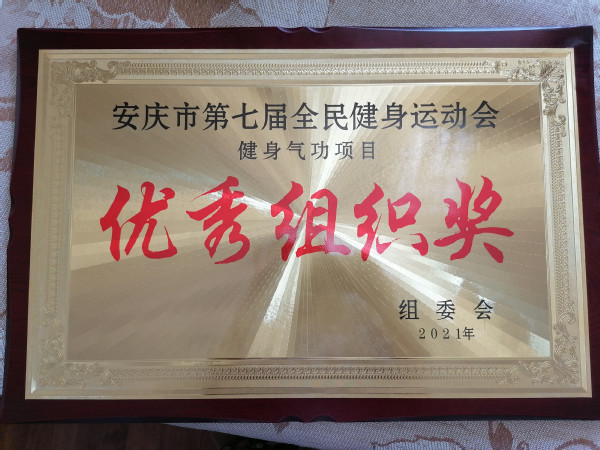 安庆市第七届全民健身运动会
健身气功项目
优秀组织奖
组委会
2021年